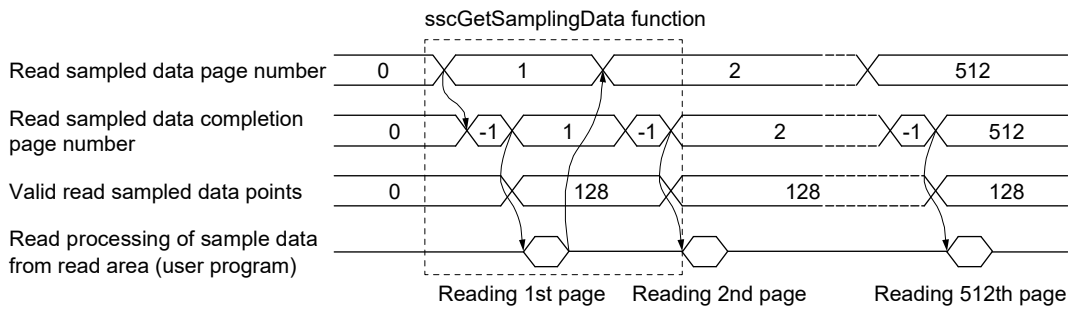 sscGetSamplingData function
Read sampled data page number
0
1
2
512
Read sampled data completion
page number
0
-1
1
-1
2
-1
512
Valid read sampled data points
0
128
128
128
Read processing of sample data
from read area (user program)
Reading 1st page
Reading 2nd page
Reading 512th page